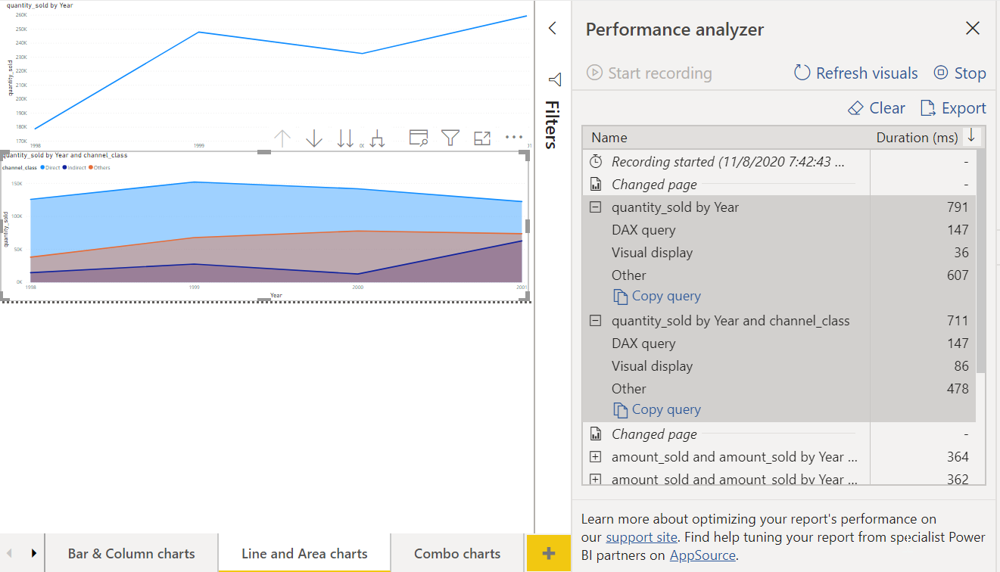 quantity_sold by Year
260K
250K
240K
230K
220K
210K
200K
190K
180K
170K
quantity_sold
1998
1999
quantity_sold by Year and channel_class
channel_class Direct Indirect Others
150K
100K
50K
0K
quantity_sold
1998
1999
2000
2001
Year
Filters
Performance analyzer
Start recording
Refresh visuals
Stop
Clear
Export
Name Duration (ms)
Recording started (11/8/2020 7:42:43 ... -
Changed page -
quantity_sold by Year 791
DAX query 147
Visual display 36
Other 607
Copy query
quantity_sold by Year and channel_class 711
DAX query 147
Visual display 86
Other 478
Copy query
Changed page -
amount_sold and amount_sold by Year ... 364
amount_sold and amount_sold by Year ... 362
Learn more about optimizing your report's performance on
our support site. Find help tuning your report from specialist Power
BI partners on AppSource.
Bar & Column charts
Line and Area charts
Combo charts